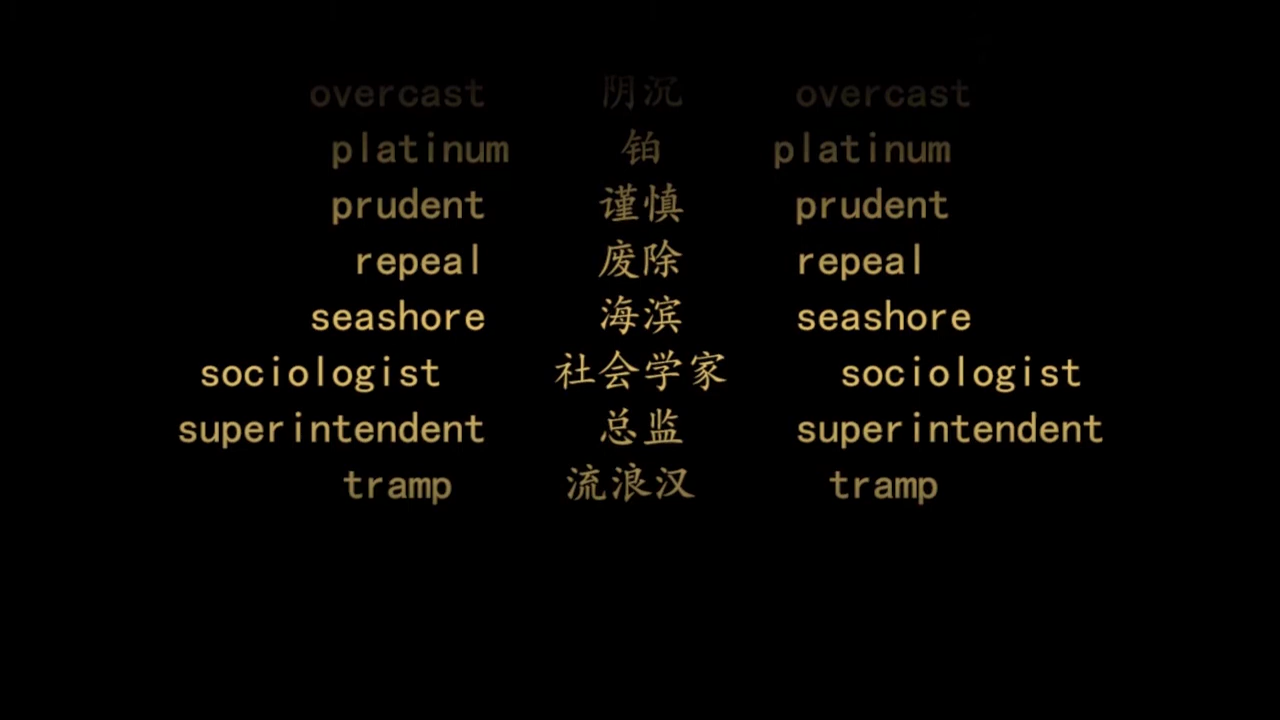 overcast 阴沉 overcast
platinum 铂 platinum
prudent 谨慎 prudent
repeal 废除 repeal
seashore 海滨 seashore
sociologist 社会学家 sociologist
superintendent 总监 superintendent
tramp 流浪汉 tramp